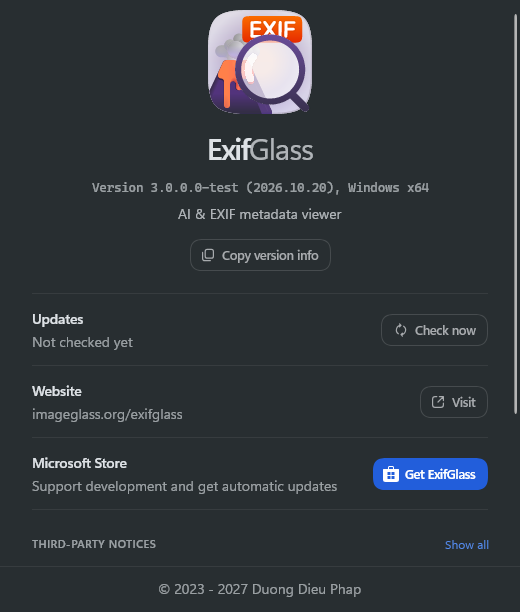 EXIF
ExifGlass
Version 3.0.0.0-test (2026.10.20), Windows x64
AI & EXIF metadata viewer
Copy version info
Updates
Not checked yet
Check now
Website
imageglass.org/exifglass
Visit
Microsoft Store
Support development and get automatic updates
Get ExifGlass
THIRD-PARTY NOTICES
Show all
© 2023 - 2027 Duong Dieu Phap